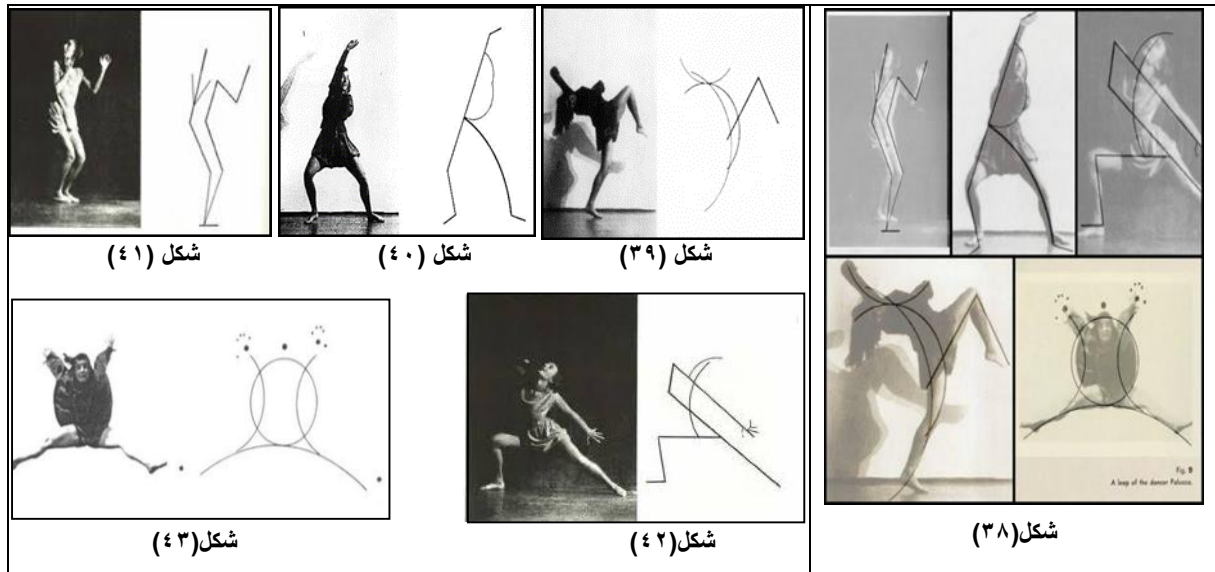 شكل (٣٩)
شكل (٤٠)
شكل (٤١)
Fig. B
A leap of the dancer Palucca.
شكل(٣٨)
شكل(٤٢)
شكل(٤٣)